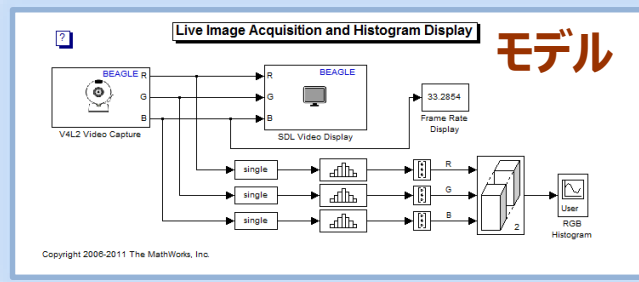 Live Image Acquisition and Histogram Display
モデル
?
BEAGLE R
G
B
V4L2 Video Capture
R
G
B
BEAGLE
SDL Video Display
33.2854
Frame Rate
Display
single
R
single
G
single
B
2
User
RGB
Histogram
Copyright 2006-2011 The MathWorks, Inc.